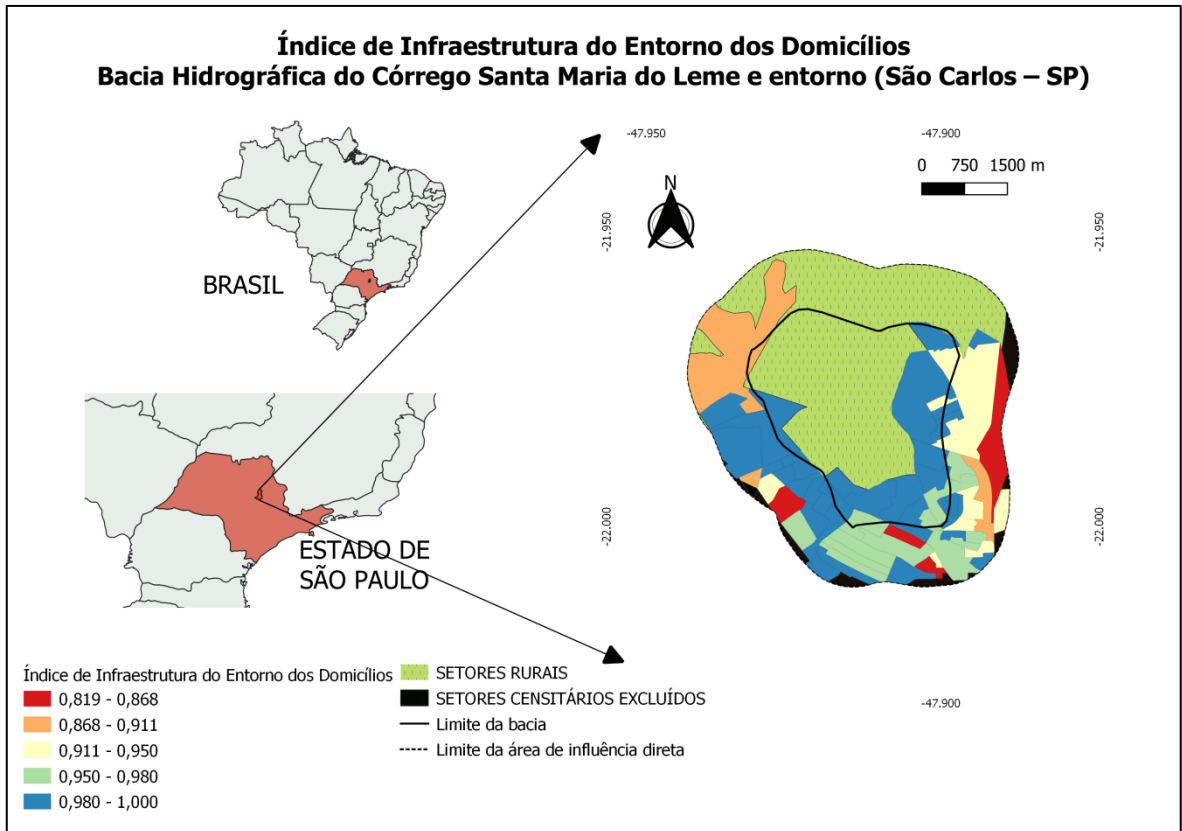 Índice de Infraestrutura do Entorno dos Domicílios
Bacia Hidrográfica do Córrego Santa Maria do Leme e entorno (São Carlos – SP)
-47.950
-47.900
0 750 1500 m
N
-21.950
-21.950
BRASIL
-22.000
-22.000
ESTADO DE
SÃO PAULO
Índice de Infraestrutura do Entorno dos Domicílios
0,819 - 0,868
0,868 - 0,911
0,911 - 0,950
0,950 - 0,980
0,980 - 1,000
SETORES RURAIS
SETORES CENSITÁRIOS EXCLUÍDOS
Limite da bacia
Limite da área de influência direta
-47.900